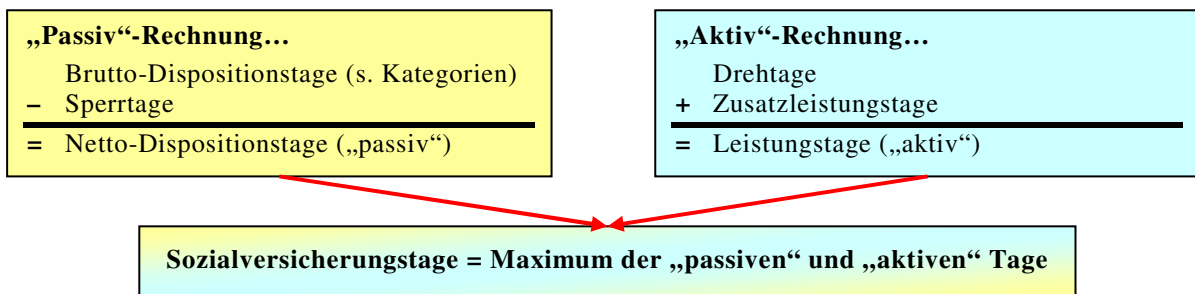 „Passiv“-Rechnung…
Brutto-Dispositionstage (s. Kategorien)
– Sperrtage
= Netto-Dispositionstage („passiv“)
„Aktiv“-Rechnung…
Drehtage
+ Zusatzleistungstage
= Leistungstage („aktiv“)
Sozialversicherungstage = Maximum der „passiven“ und „aktiven“ Tage